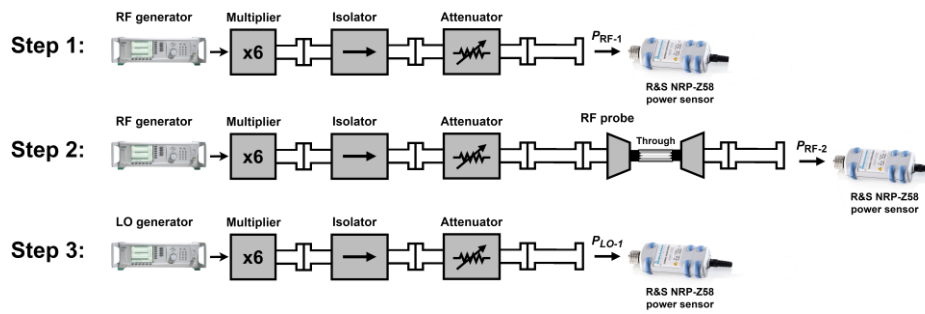 RF generator Multiplier Isolator Attenuator
Step 1: x6 PRF-1
R&S NRP-Z58
power sensor
RF generator Multiplier Isolator Attenuator RF probe
Step 2: x6 Through PRF-2
R&S NRP-Z58
power sensor
LO generator Multiplier Isolator Attenuator
Step 3: x6 PLO-1
R&S NRP-Z58
power sensor